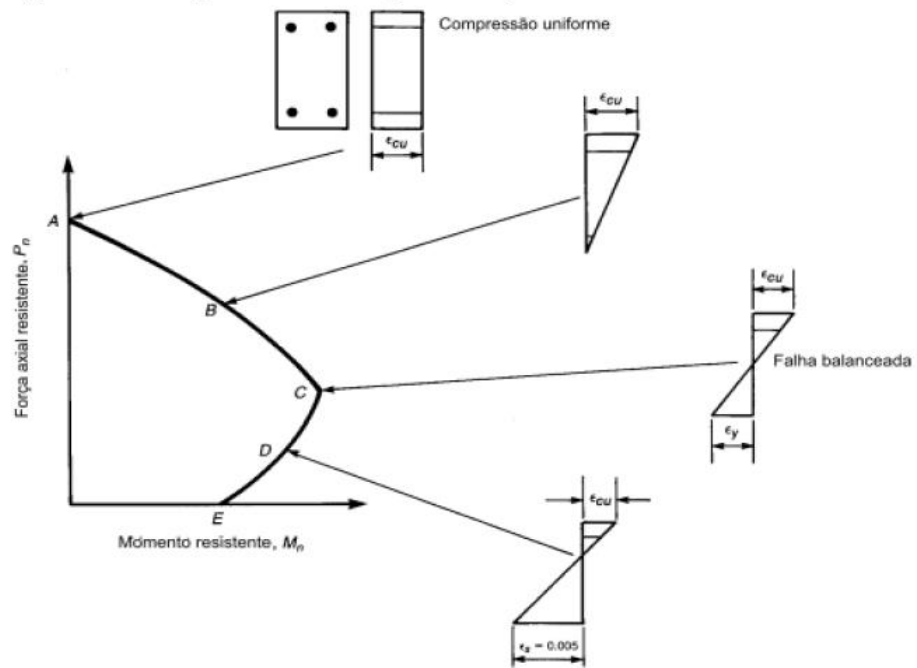 Compressão uniforme
ϵcu
ϵcu
A
B
Força axial resistente, Pn
ϵcu
Falha balanceada
C
ϵy
D
ϵcu
E
Momento resistente, Mn
ϵs = 0.005